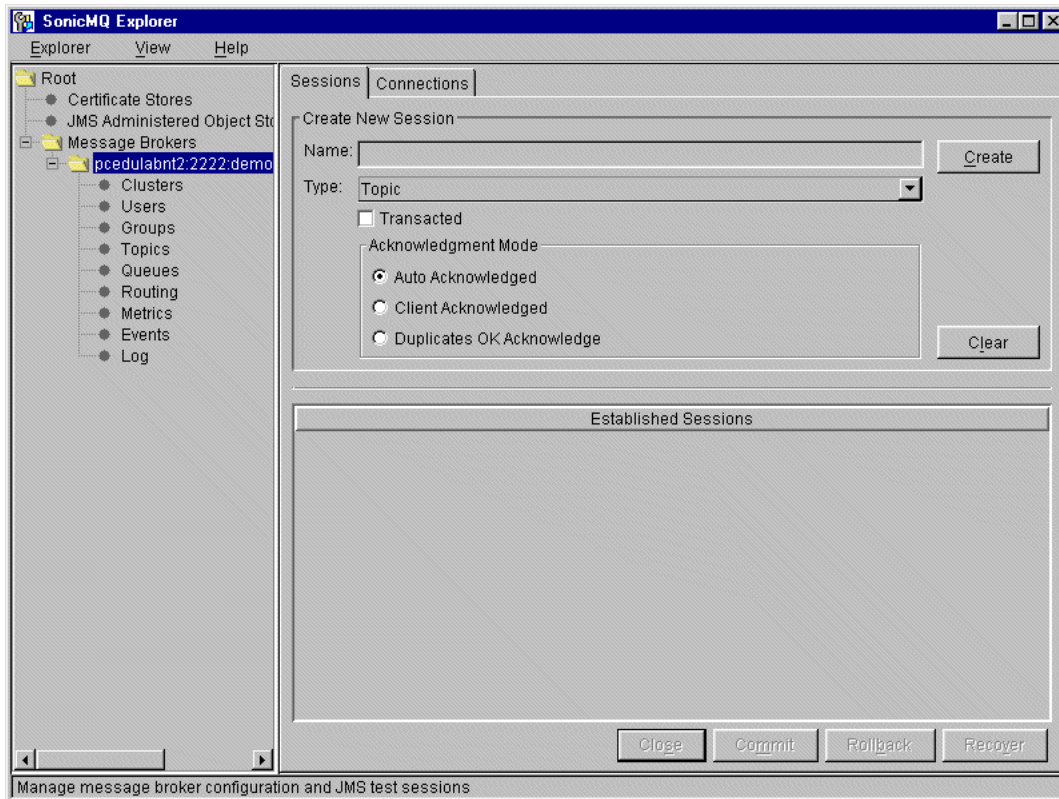 SonicMQ Explorer
Explorer View Help
Root
Certificate Stores
JMS Administered Object Sto
Message Brokers
pcedulabnt2:2222:demo
Clusters
Users
Groups
Topics
Queues
Routing
Metrics
Events
Log
Sessions Connections
Create New Session
Name: Create
Type: Topic
Transacted
Acknowledgment Mode
Auto Acknowledged
Client Acknowledged
Duplicates OK Acknowledge
Clear
Established Sessions
Close Commit Rollback Recover
Manage message broker configuration and JMS test sessions